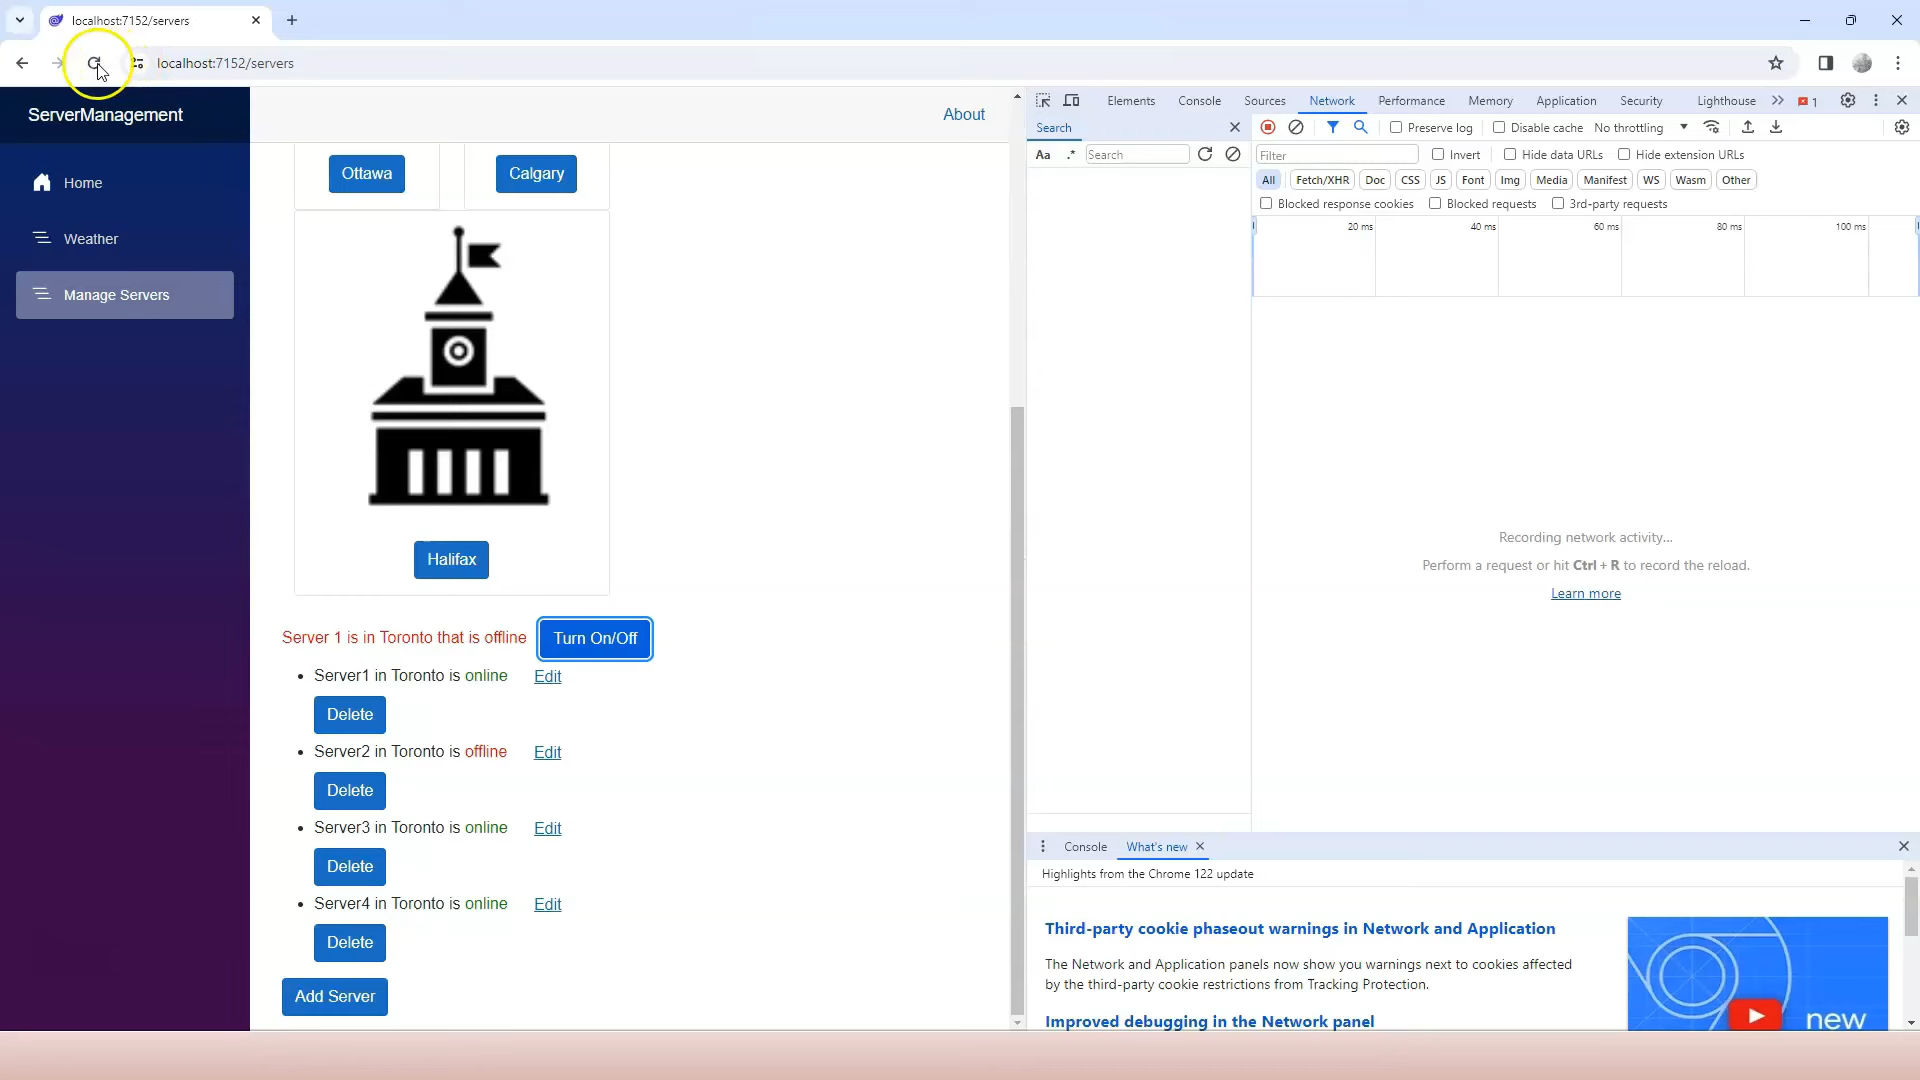 localhost:7152/servers
localhost:7152/servers
ServerManagement
Home
Weather
Manage Servers
About
Ottawa
Calgary
Halifax
Server 1 is in Toronto that is offline
Turn On/Off
Server1 in Toronto is online
Edit
Delete
Server2 in Toronto is offline
Edit
Delete
Server3 in Toronto is online
Edit
Delete
Server4 in Toronto is online
Edit
Delete
Add Server
Elements
Console
Sources
Network
Performance
Memory
Application
Security
Lighthouse
1
Search
Preserve log
Disable cache
No throttling
Aa
.*
Search
Filter
Invert
Hide data URLs
Hide extension URLs
All
Fetch/XHR
Doc
CSS
JS
Font
Img
Media
Manifest
WS
Wasm
Other
Blocked response cookies
Blocked requests
3rd-party requests
20 ms
40 ms
60 ms
80 ms
100 ms
Recording network activity...
Perform a request or hit Ctrl + R to record the reload.
Learn more
Console
What's new
Highlights from the Chrome 122 update
Third-party cookie phaseout warnings in Network and Application
The Network and Application panels now show you warnings next to cookies affected
by the third-party cookie restrictions from Tracking Protection.
Improved debugging in the Network panel
new